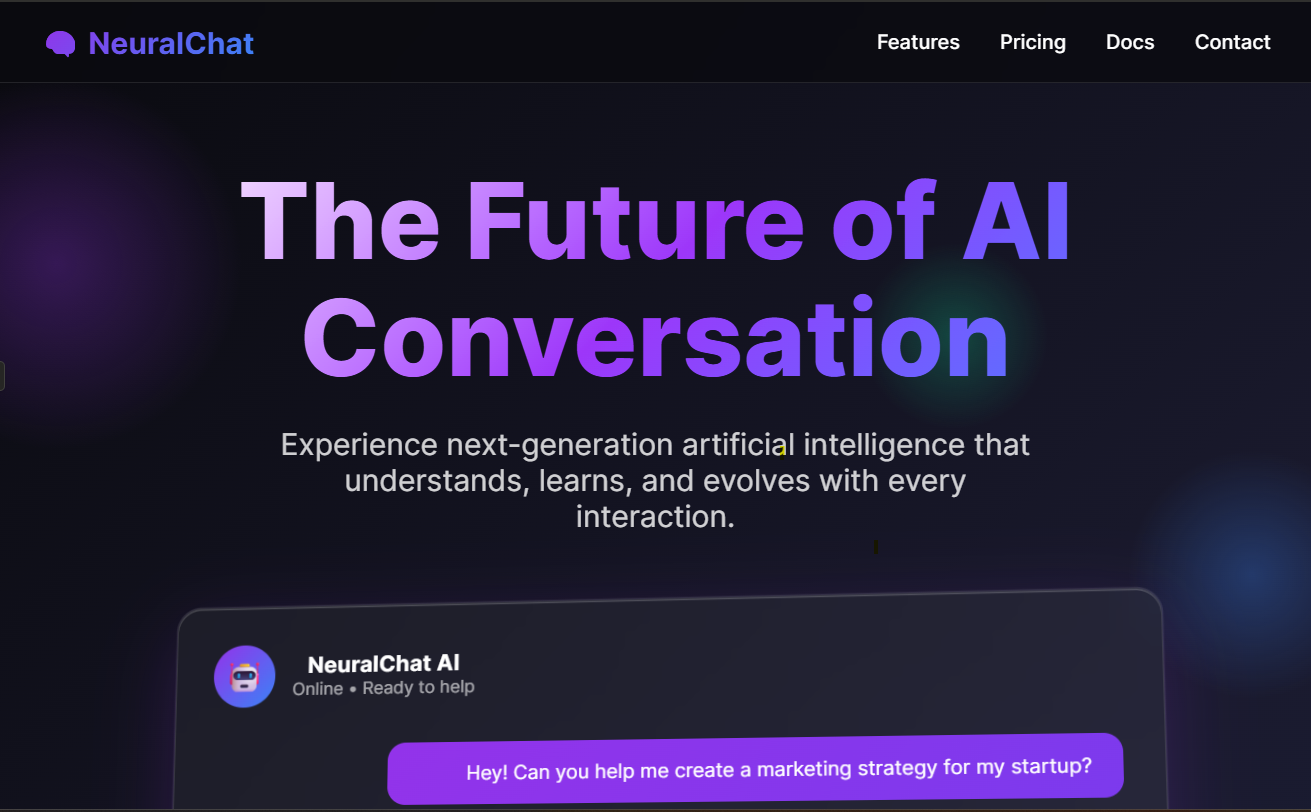 NeuralChat
Features Pricing Docs Contact
The Future of AI
Conversation
Experience next-generation artificial intelligence that
understands, learns, and evolves with every
interaction.
NeuralChat AI
Online • Ready to help
Hey! Can you help me create a marketing strategy for my startup?